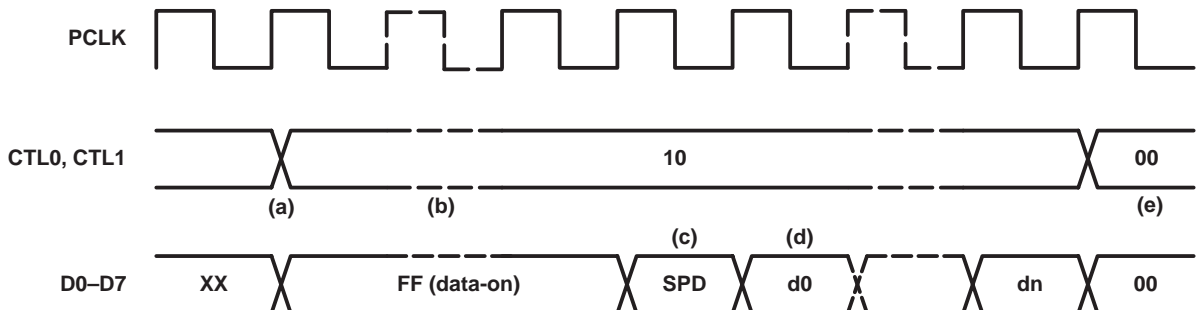 PCLK
CTL0, CTL1
10
00
(a)
(b)
(e)
(c)
(d)
D0–D7
XX
FF (data-on)
SPD
d0
dn
00